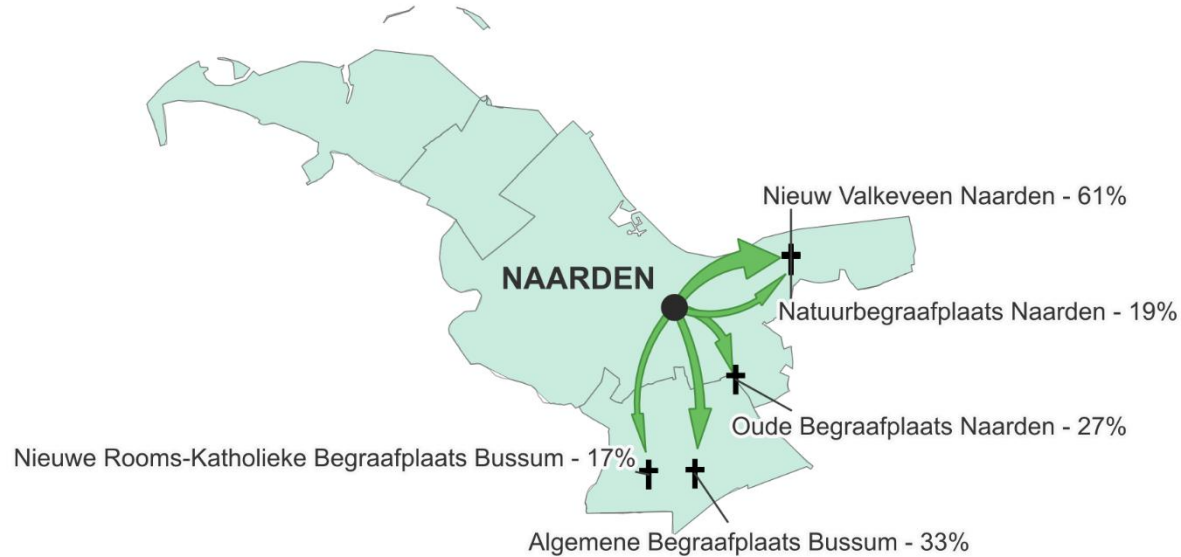 Nieuw Valkeveen Naarden - 61%
NAARDEN
Natuurbegraafplaats Naarden - 19%
Oude Begraafplaats Naarden - 27%
Nieuwe Rooms-Katholieke Begraafplaats Bussum - 17%
Algemene Begraafplaats Bussum - 33%